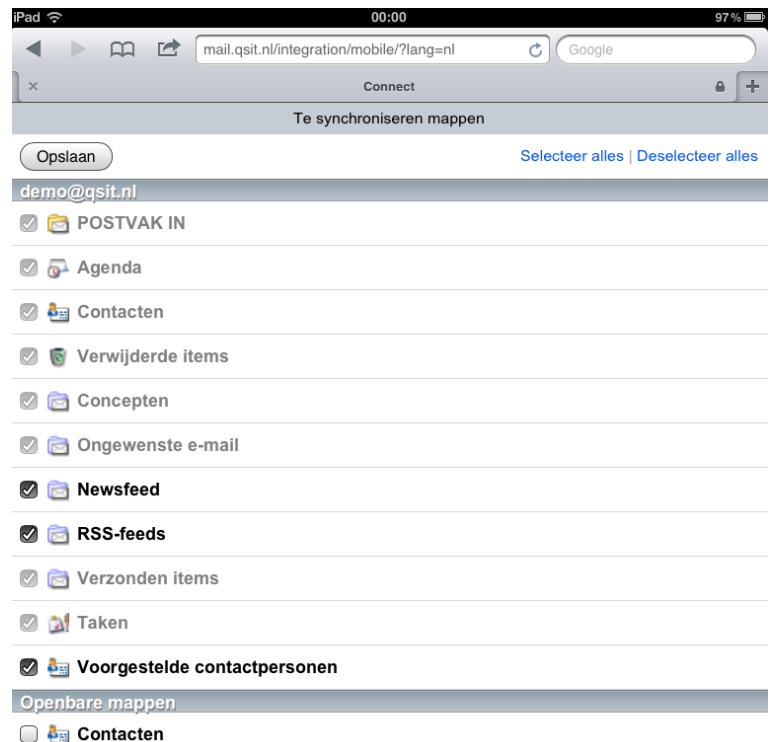 iPad 00:00 97 %
mail.qsit.nl/integration/mobile/?lang=nl Google
Connect
Te synchroniseren mappen
Opslaan Selecteer alles | Deselecteer alles
demo@qsit.nl
POSTVAK IN
Agenda
Contacten
Verwijderde items
Concepten
Ongewenste e-mail
Newsfeed
RSS-feeds
Verzonden items
Taken
Voorgestelde contactpersonen
Openbare mappen
Contacten